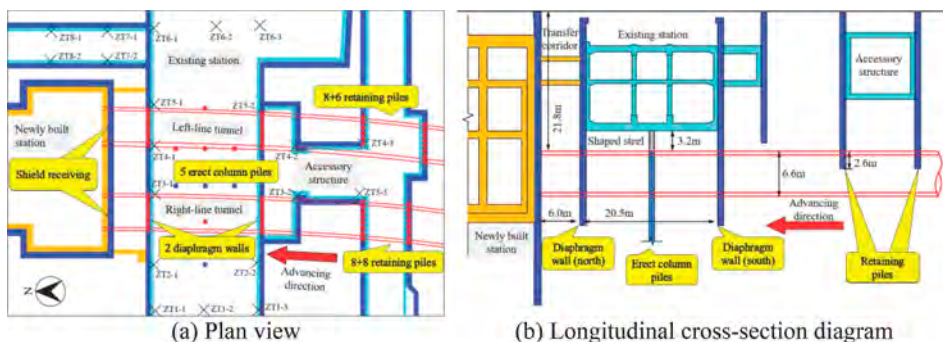 ZT8-1
ZT7-1
ZT6-1
ZT6-2
ZT6-3
ZT8-2
ZT7-2
Existing station
8+6 retaining piles
ZT5-1
ZT5-2
Newly built
station
Left-line tunnel
ZT4-1
ZT4-2
ZT4-3
Shield receiving
5 erect column piles
Accessory
structure
ZT3-1
ZT3-2
ZT5-3
Right-line tunnel
2 diaphragm walls
8+8 retaining piles
ZT2-1
ZT2-2
Advancing
direction
N
ZT1-1
ZT1-2
ZT1-3
(a) Plan view
Transfer
corridor
Existing station
Accessory
structure
21.8m
Shaped steel
3.2m
2.6m
6.6m
6.0m
20.5m
Advancing
direction
Newly built
station
Diaphragm
wall (north)
Erect column
piles
Diaphragm
wall (south)
Retaining
piles
(b) Longitudinal cross-section diagram